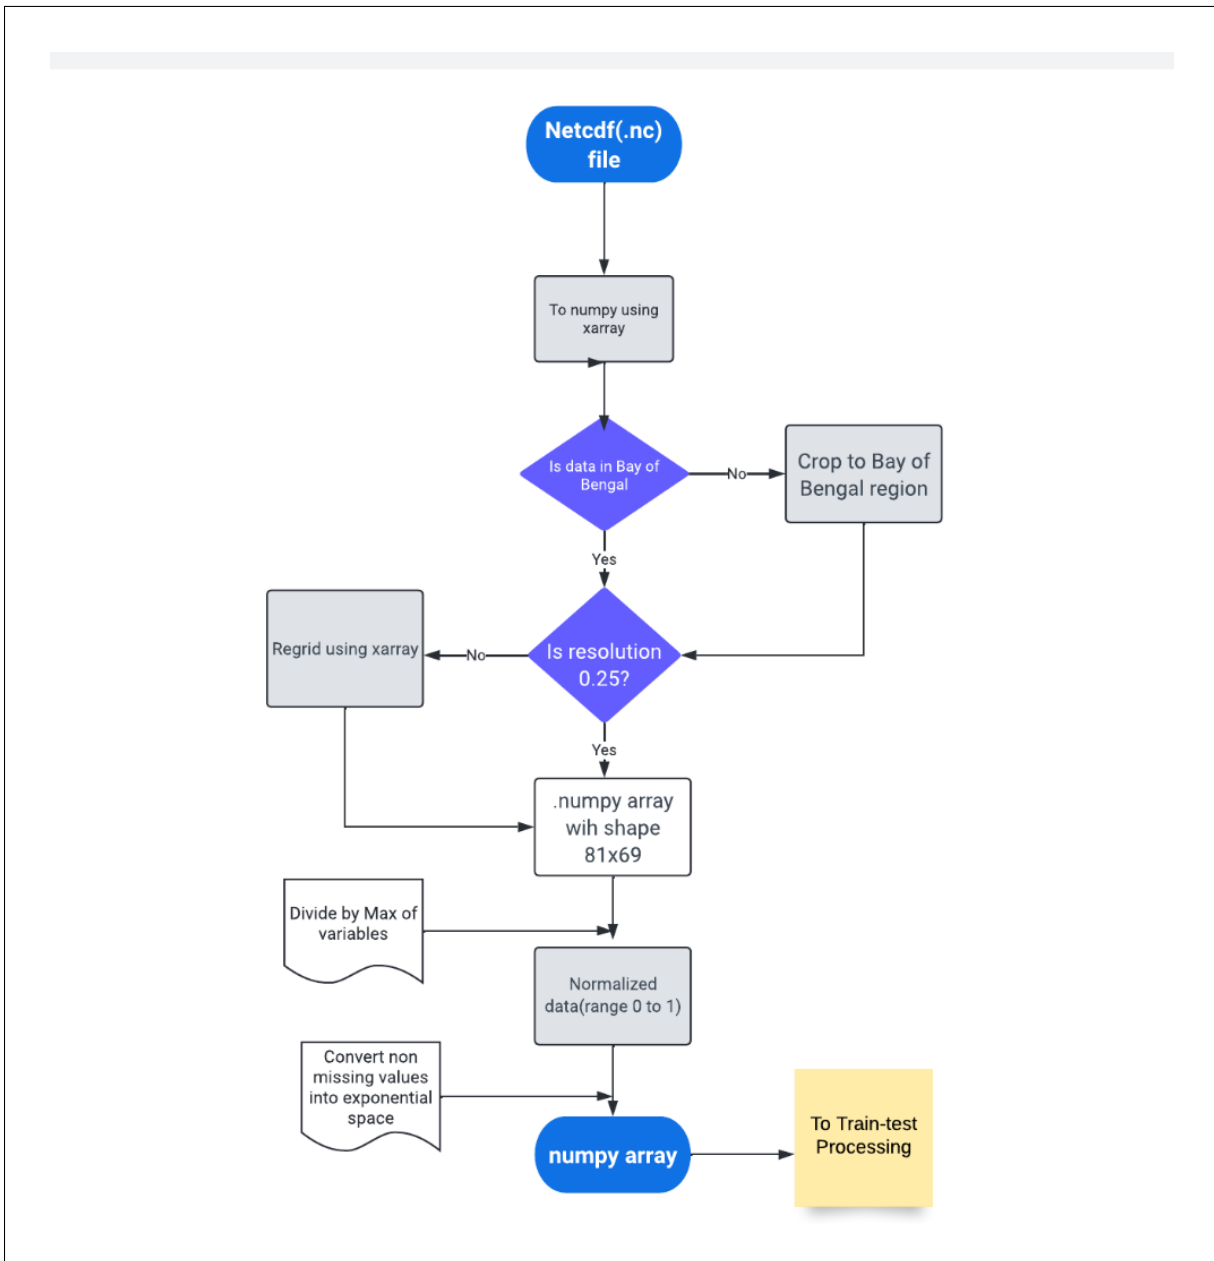 Netcdf(.nc)
file
To numpy using
xarray
Is data in Bay of
Bengal
No
Crop to Bay of
Bengal region
Yes
Regrid using xarray
No
Is resolution
0.25?
Yes
.numpy array
wih shape
81x69
Divide by Max of
variables
Normalized
data(range 0 to 1)
Convert non
missing values
into exponential
space
numpy array
To Train-test
Processing